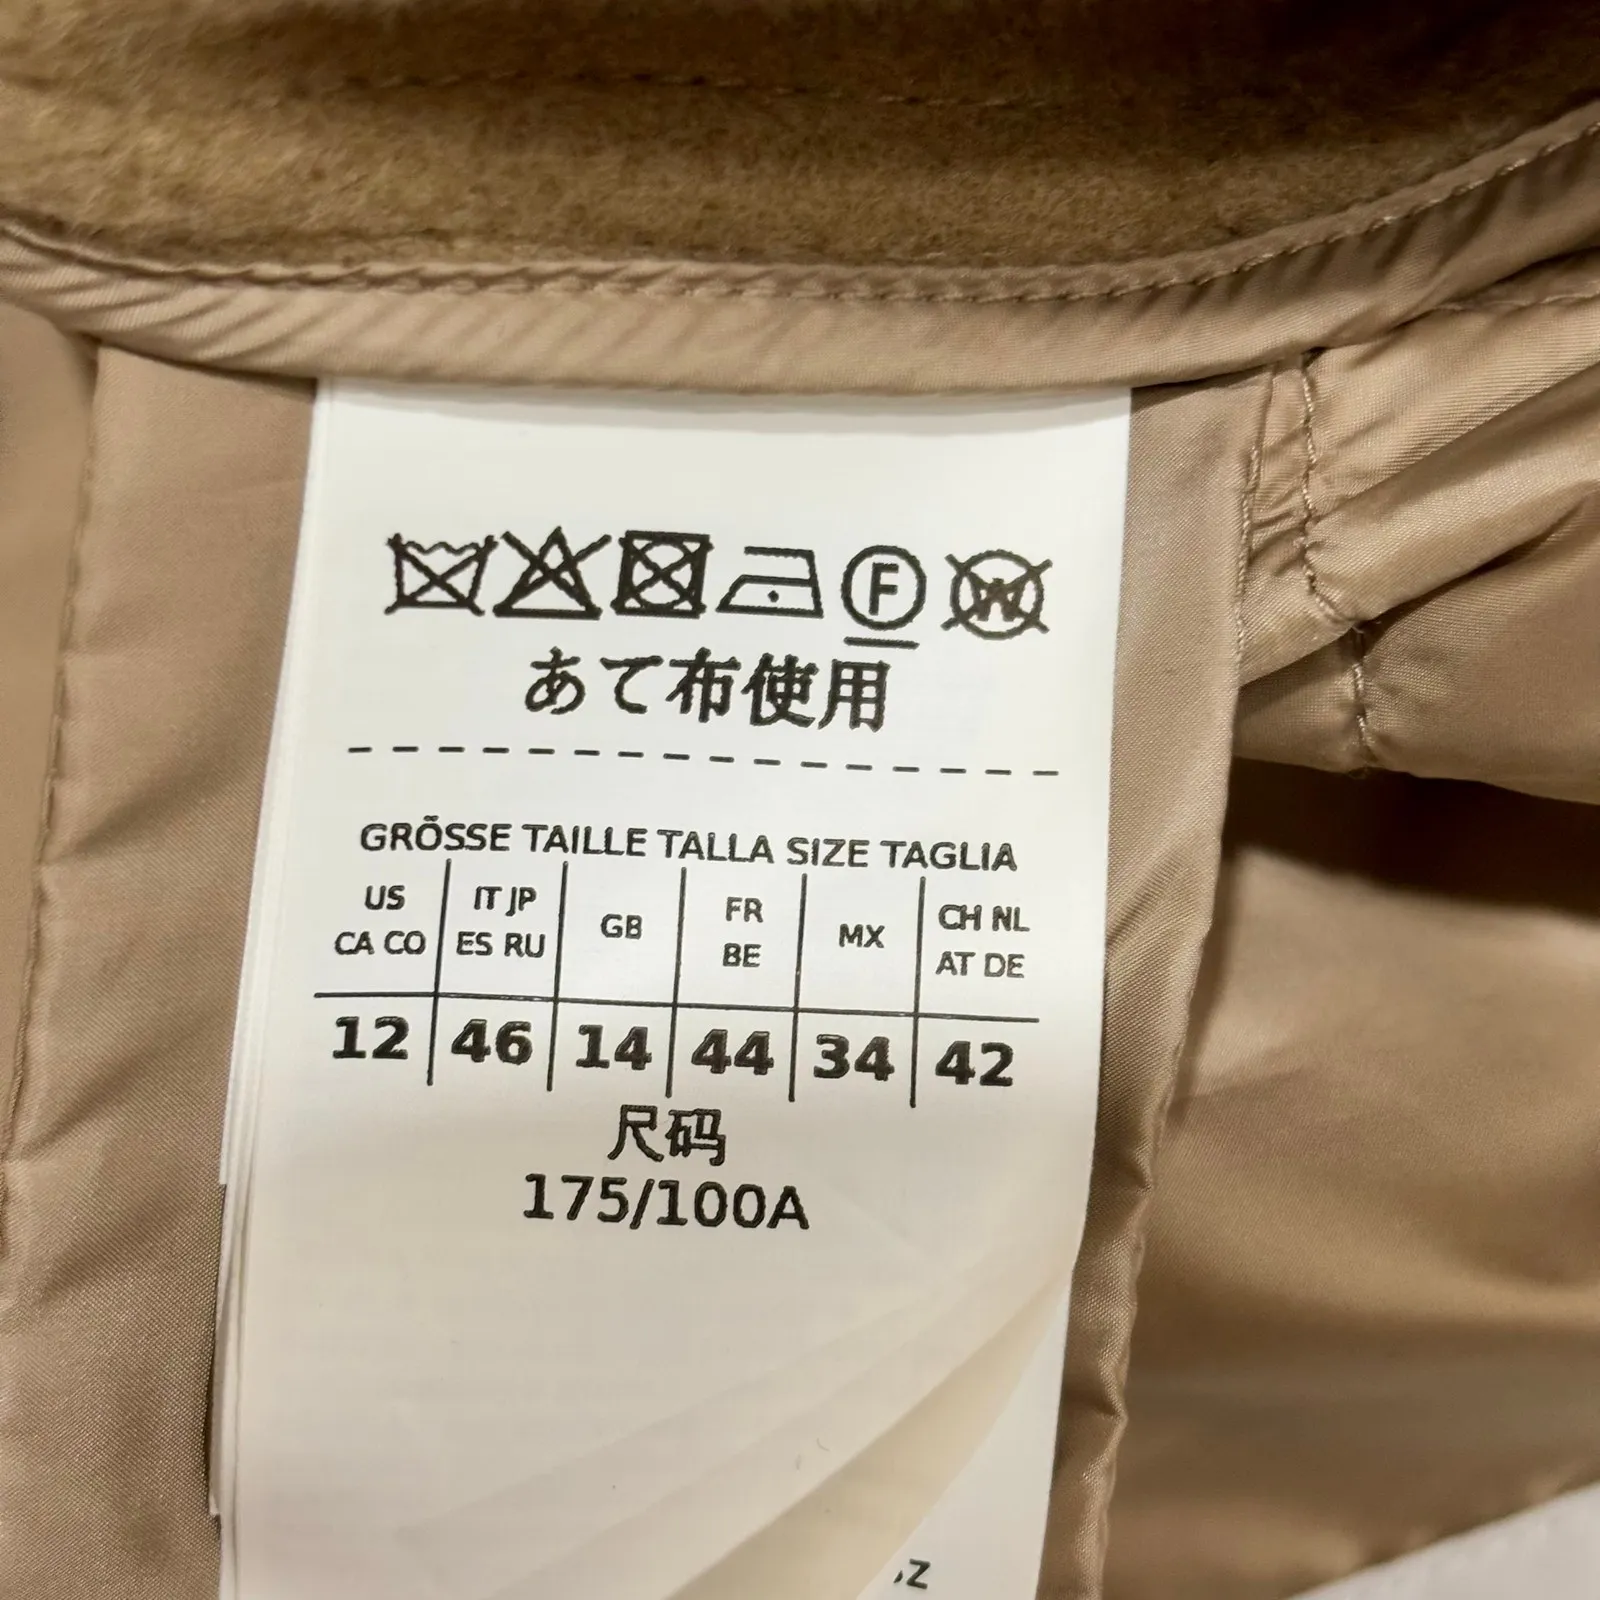 F W
あて布使用
GRÖSSE TAILLE TALLA SIZE TAGLIA
US IT JP GB FR MX CH NL
CA CO ES RU BE AT DE
12 46 14 44 34 42
尺码
175/100A